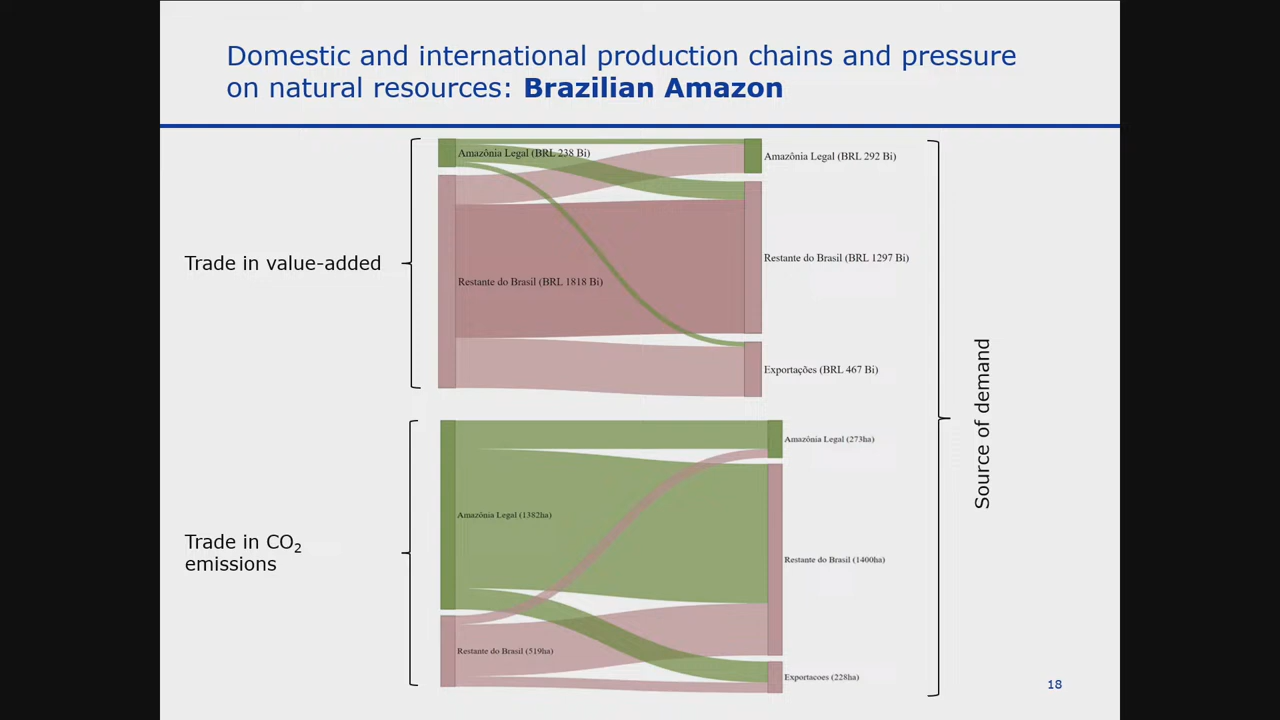 Domestic and international production chains and pressure
on natural resources: Brazilian Amazon
Trade in value-added
Amazônia Legal (BRL 238 Bi)
Restante do Brasil (BRL 1818 Bi)
Amazônia Legal (BRL 292 Bi)
Restante do Brasil (BRL 1297 Bi)
Exportações (BRL 467 Bi)
Trade in CO₂
emissions
Amazônia Legal (1382ha)
Restante do Brasil (519ha)
Amazônia Legal (273ha)
Restante do Brasil (1400ha)
Exportacoes (228ha)
Source of demand
18